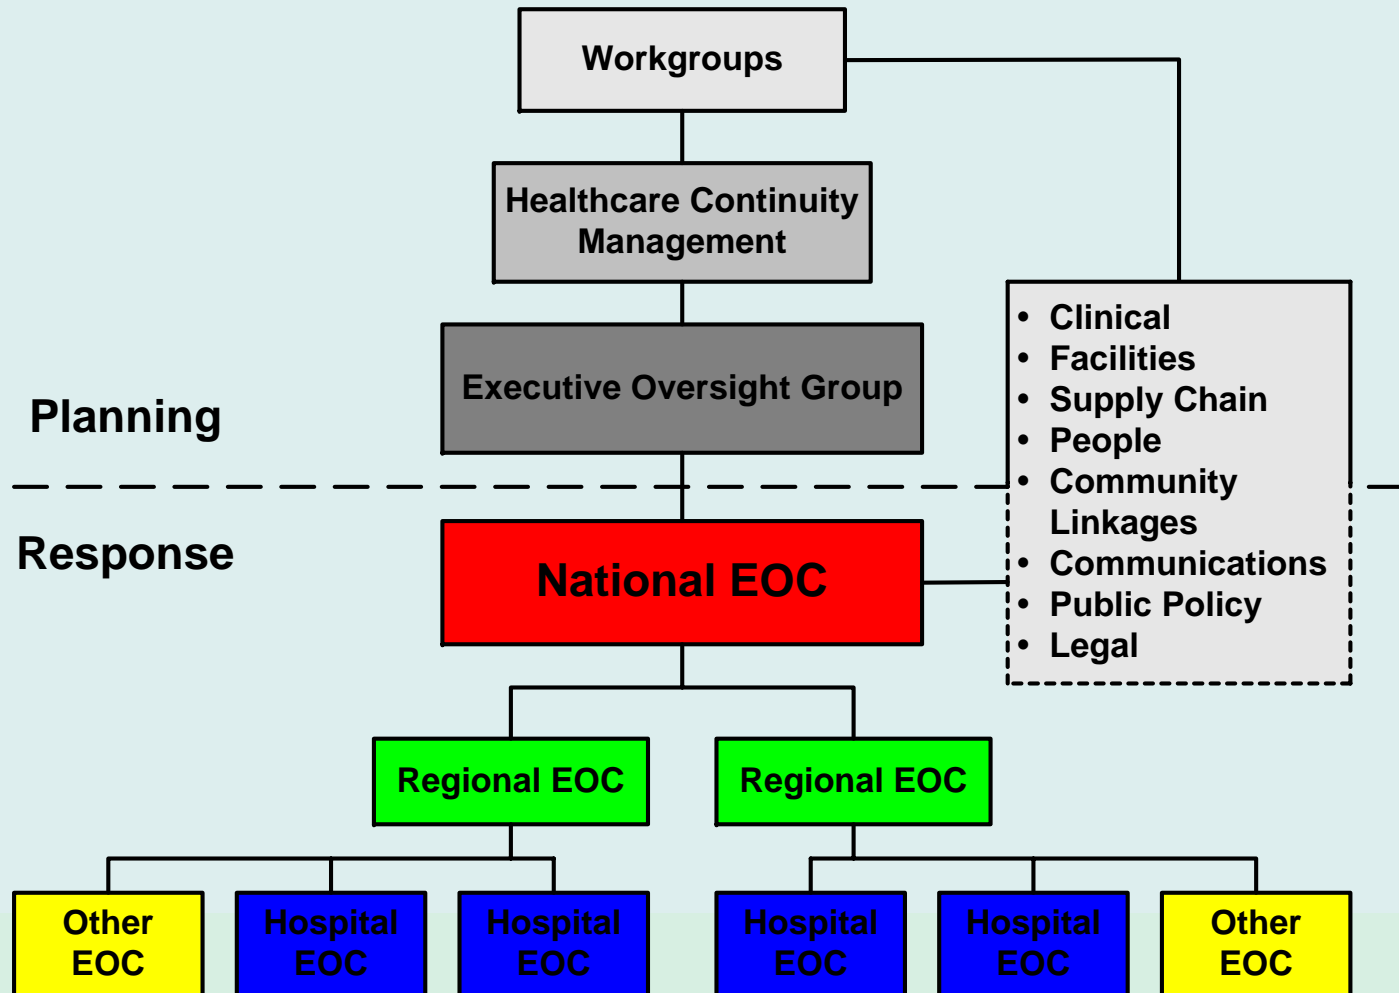 Workgroups
Healthcare Continuity
Management
Executive Oversight Group
Planning
• Clinical
• Facilities
• Supply Chain
• People
• Community
Linkages
• Communications
• Public Policy
• Legal
Response
National EOC
Regional EOC
Regional EOC
Other
EOC
Hospital
EOC
Hospital
EOC
Hospital
EOC
Hospital
EOC
Other
EOC